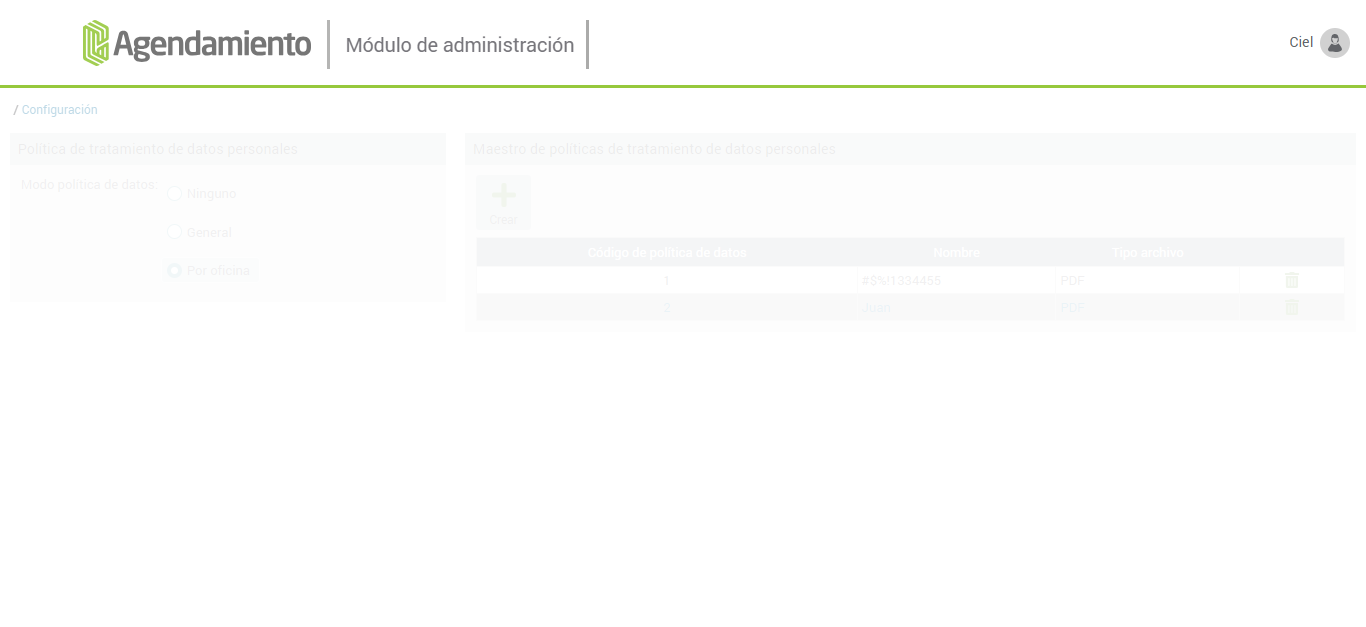 Agendamiento
Módulo de administración
Ciel
/ Configuración
Política de tratamiento de datos personales
Modo política de datos:
Ninguno
General
Por oficina
Maestro de políticas de tratamiento de datos personales
Crear
Código de política de datos Nombre Tipo archivo
1 #$%!1334455 PDF
2 Juan PDF